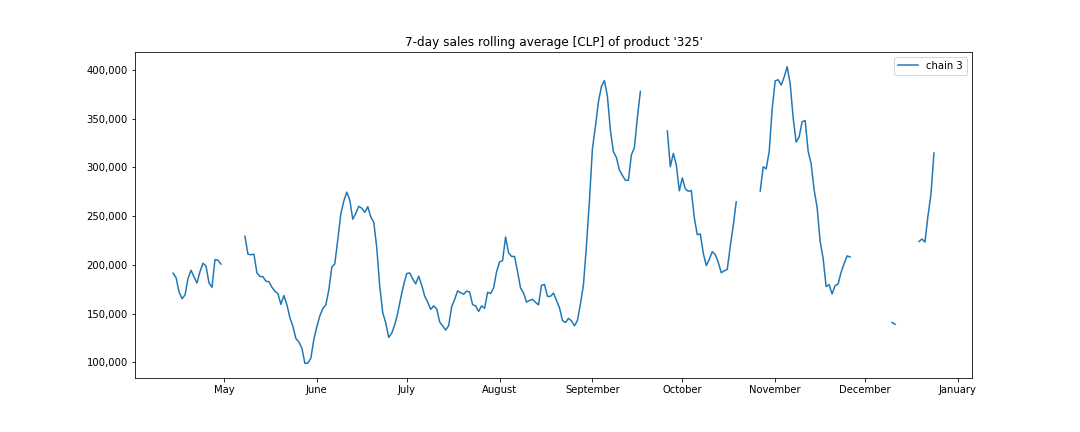 7-day sales rolling average [CLP] of product '325'
chain 3
400,000
350,000
300,000
250,000
200,000
150,000
100,000
May June July August September October November December January